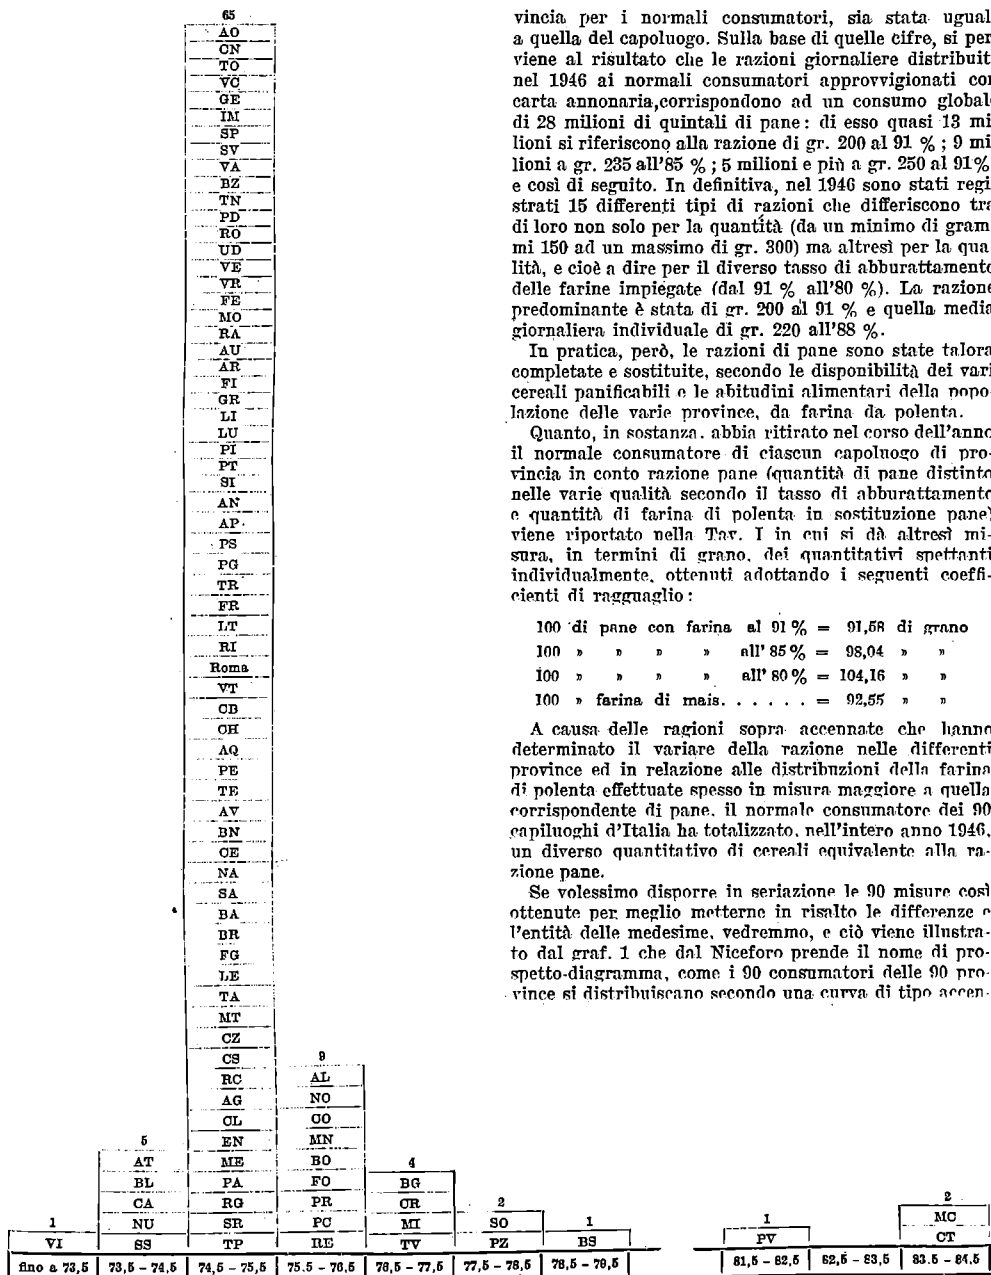 65
AO
CN
TO
VC
GE
IM
SP
SV
VA
BZ
TN
PD
RO
UD
VE
VR
FE
MO
RA
AU
AR
FI
GR
LI
LU
PI
PT
SI
AN
AP
PS
PG
TR
FR
LT
RI
Roma
VT
CB
CH
AQ
PE
TE
AV
BN
CE
NA
SA
BA
BR
FG
LE
TA
MT
CZ
CS
RC
AG
CL
EN
ME
PA
RG
SR
TP
9
AL
NO
CO
MN
BO
FO
PR
PC
RE
5
AT
BL
CA
NU
SS
4
BG
CR
MI
TV
2
SO
PZ
1
VI
1
BS
1
PV
2
MC
CT
fino a 73,5 | 73,5 - 74,5 | 74,5 - 75,5 | 75.5 - 76,5 | 76,5 - 77,5 | 77,5 - 78,5 | 78,5 - 79,5 | 81,5 - 82,5 | 82,5 - 83,5 | 83.5 - 84,5
vincia per i normali consumatori, sia stata ugual
a quella del capoluogo. Sulla base di quelle cifre, si per
viene al risultato che le razioni giornaliere distribuit
nel 1946 ai normali consumatori approvvigionati con
carta annonaria,corrispondono ad un consumo global
di 28 milioni di quintali di pane: di esso quasi 13 mi
lioni si riferiscono alla razione di gr. 200 al 91 % ; 9 mi
lioni a gr. 235 all'85 % ; 5 milioni e più a gr. 250 al 91%
e così di seguito. In definitiva, nel 1946 sono stati regi
strati 15 differenti tipi di razioni che differiscono tra
di loro non solo per la quantità (da un minimo di gram
mi 150 ad un massimo di gr. 300) ma altresì per la qua
lità, e cioè a dire per il diverso tasso di abburattamento
delle farine impiegate (dal 91 % all'80 %). La razione
predominante è stata di gr. 200 al 91 % e quella media
giornaliera individuale di gr. 220 all'88 %.
In pratica, però, le razioni di pane sono state talora
completate e sostituite, secondo le disponibilità dei vari
cereali panificabili e le abitudini alimentari della popo
lazione delle varie province, da farina da polenta.
Quanto, in sostanza, abbia ritirato nel corso dell'anno
il normale consumatore di ciascun capoluogo di pro-
vincia in conto razione pane (quantità di pane distinto
nelle varie qualità secondo il tasso di abburattamento
e quantità di farina di polenta in sostituzione pane)
viene riportato nella Tav. I in cui si dà altresì mi-
sura, in termini di grano, dei quantitativi spettanti
individualmente, ottenuti adottando i seguenti coeffi-
cienti di ragguaglio:
100 di pane con farina al 91 % = 91,58 di grano
100 » » » » all' 85 % = 98,04 » »
100 » » » » all' 80 % = 104,16 » »
100 » farina di mais. . . . . . = 92,55 » »
A causa delle ragioni sopra accennate che hanno
determinato il variare della razione nelle differenti
province ed in relazione alle distribuzioni della farina
di polenta effettuate spesso in misura maggiore a quella
corrispondente di pane, il normale consumatore dei 90
capiluoghi d'Italia ha totalizzato, nell'intero anno 1946,
un diverso quantitativo di cereali equivalente alla ra-
zione pane.
Se volessimo disporre in seriazione le 90 misure così
ottenute per meglio metterne in risalto le differenze e
l'entità delle medesime, vedremmo, e ciò viene illustra-
to dal graf. 1 che dal Niceforo prende il nome di pro-
spetto-diagramma, come i 90 consumatori delle 90 pro-
vince si distribuiscano secondo una curva di tipo accen-